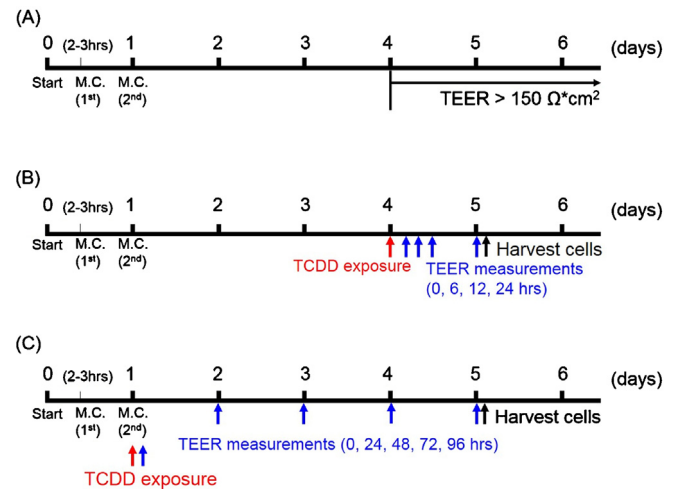 (A)
0 (2-3hrs) 1 2 3 4 5 6 (days)
Start M.C. M.C.
(1st) (2nd)
TEER > 150 Ω*cm2
(B)
0 (2-3hrs) 1 2 3 4 5 6 (days)
Start M.C. M.C.
(1st) (2nd)
Harvest cells
TCDD exposure TEER measurements
(0, 6, 12, 24 hrs)
(C)
0 (2-3hrs) 1 2 3 4 5 6 (days)
Start M.C. M.C.
(1st) (2nd)
Harvest cells
TEER measurements (0, 24, 48, 72, 96 hrs)
TCDD exposure